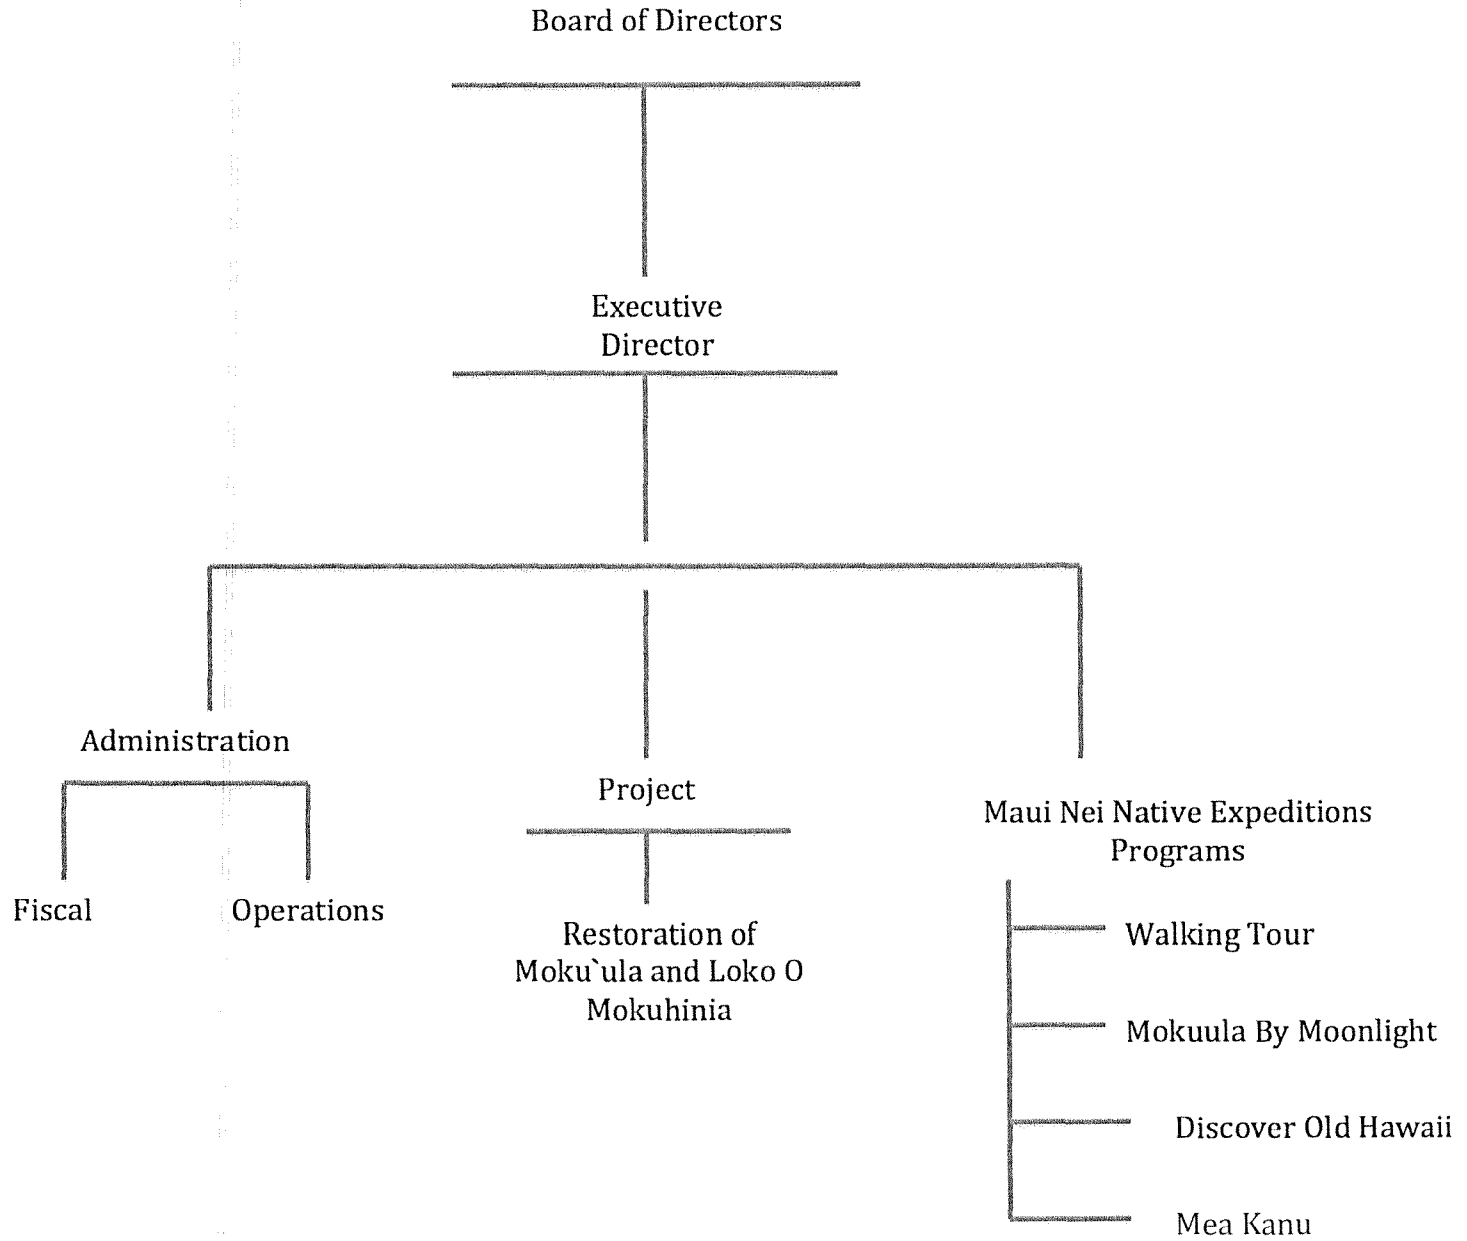 Board of Directors
Executive
Director
Administration
Fiscal
Operations
Project
Restoration of
Moku`ula and Loko O
Mokuhinia
Maui Nei Native Expeditions
Programs
Walking Tour
Mokuula By Moonlight
Discover Old Hawaii
Mea Kanu